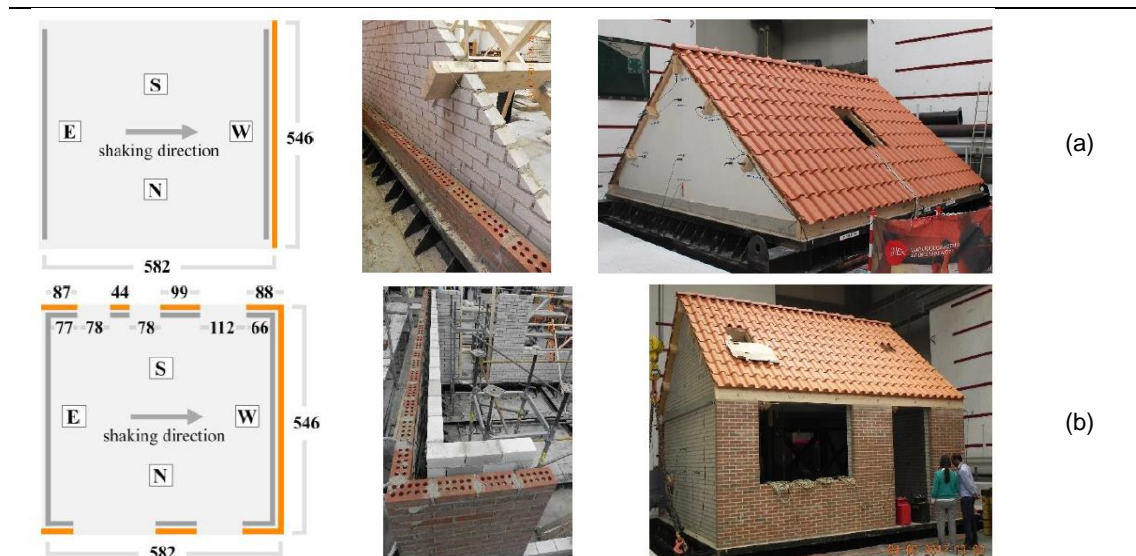 S
E
W
546
shaking direction
N
582
(a)
87 44 99 88
77 78 78 112 66
S
E
W
546
shaking direction
N
582
(b)